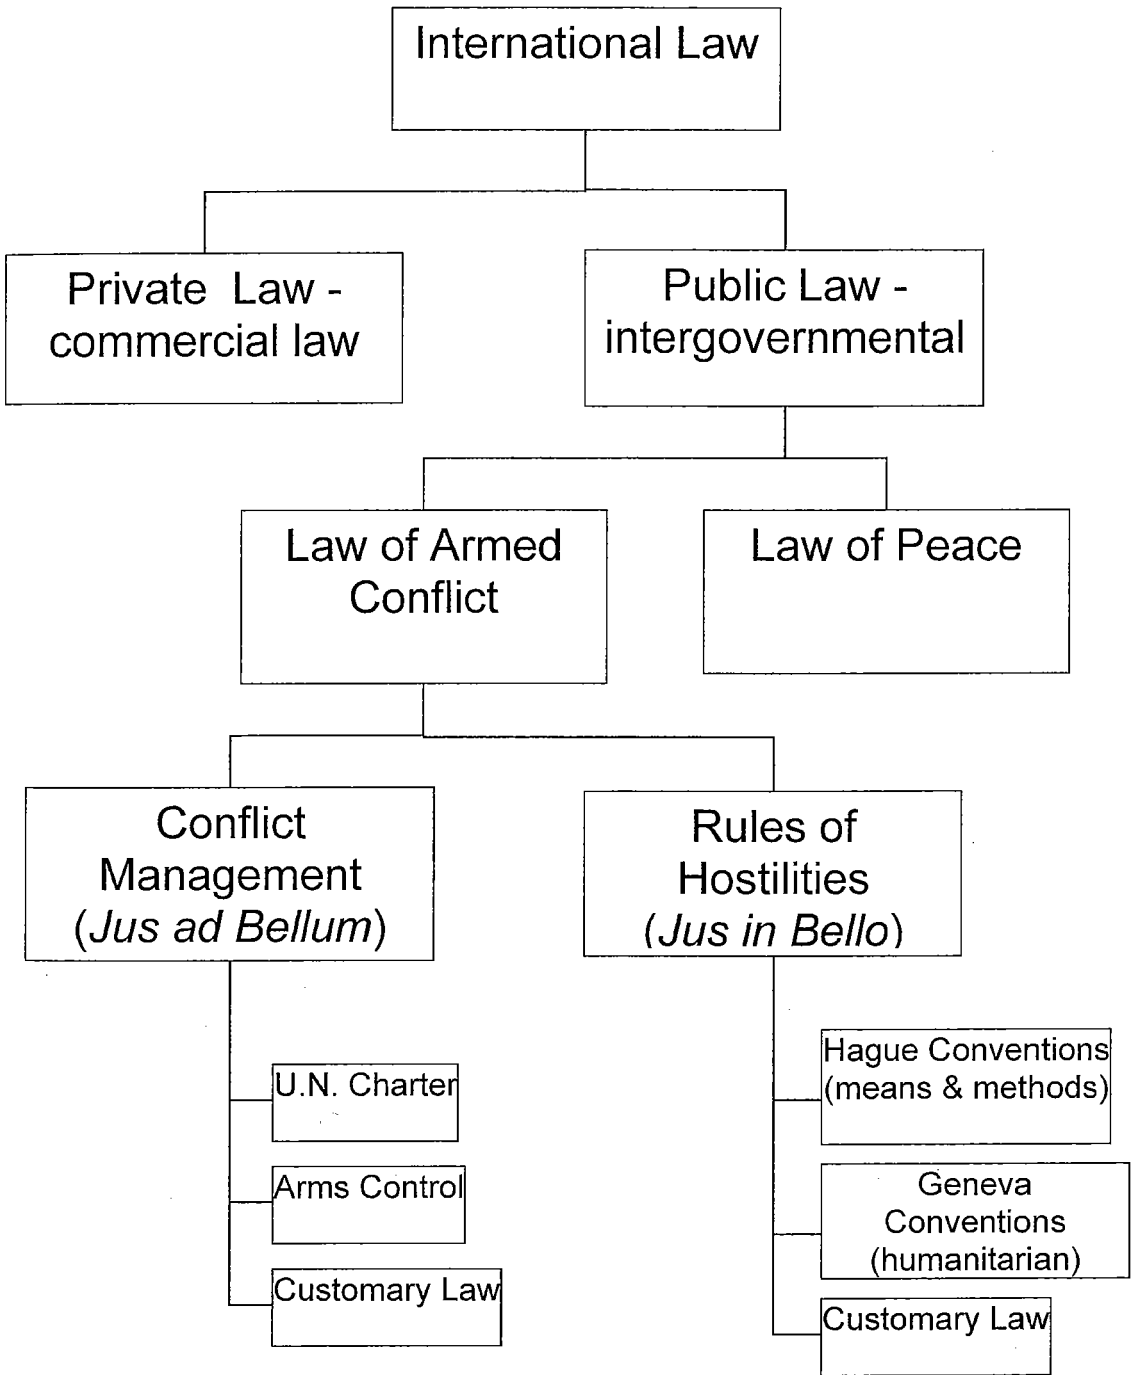 International Law
Private Law -
commercial law
Public Law -
intergovernmental
Law of Armed
Conflict
Law of Peace
Conflict
Management
(Jus ad Bellum)
Rules of
Hostilities
(Jus in Bello)
U.N. Charter
Arms Control
Customary Law
Hague Conventions
(means & methods)
Geneva
Conventions
(humanitarian)
Customary Law